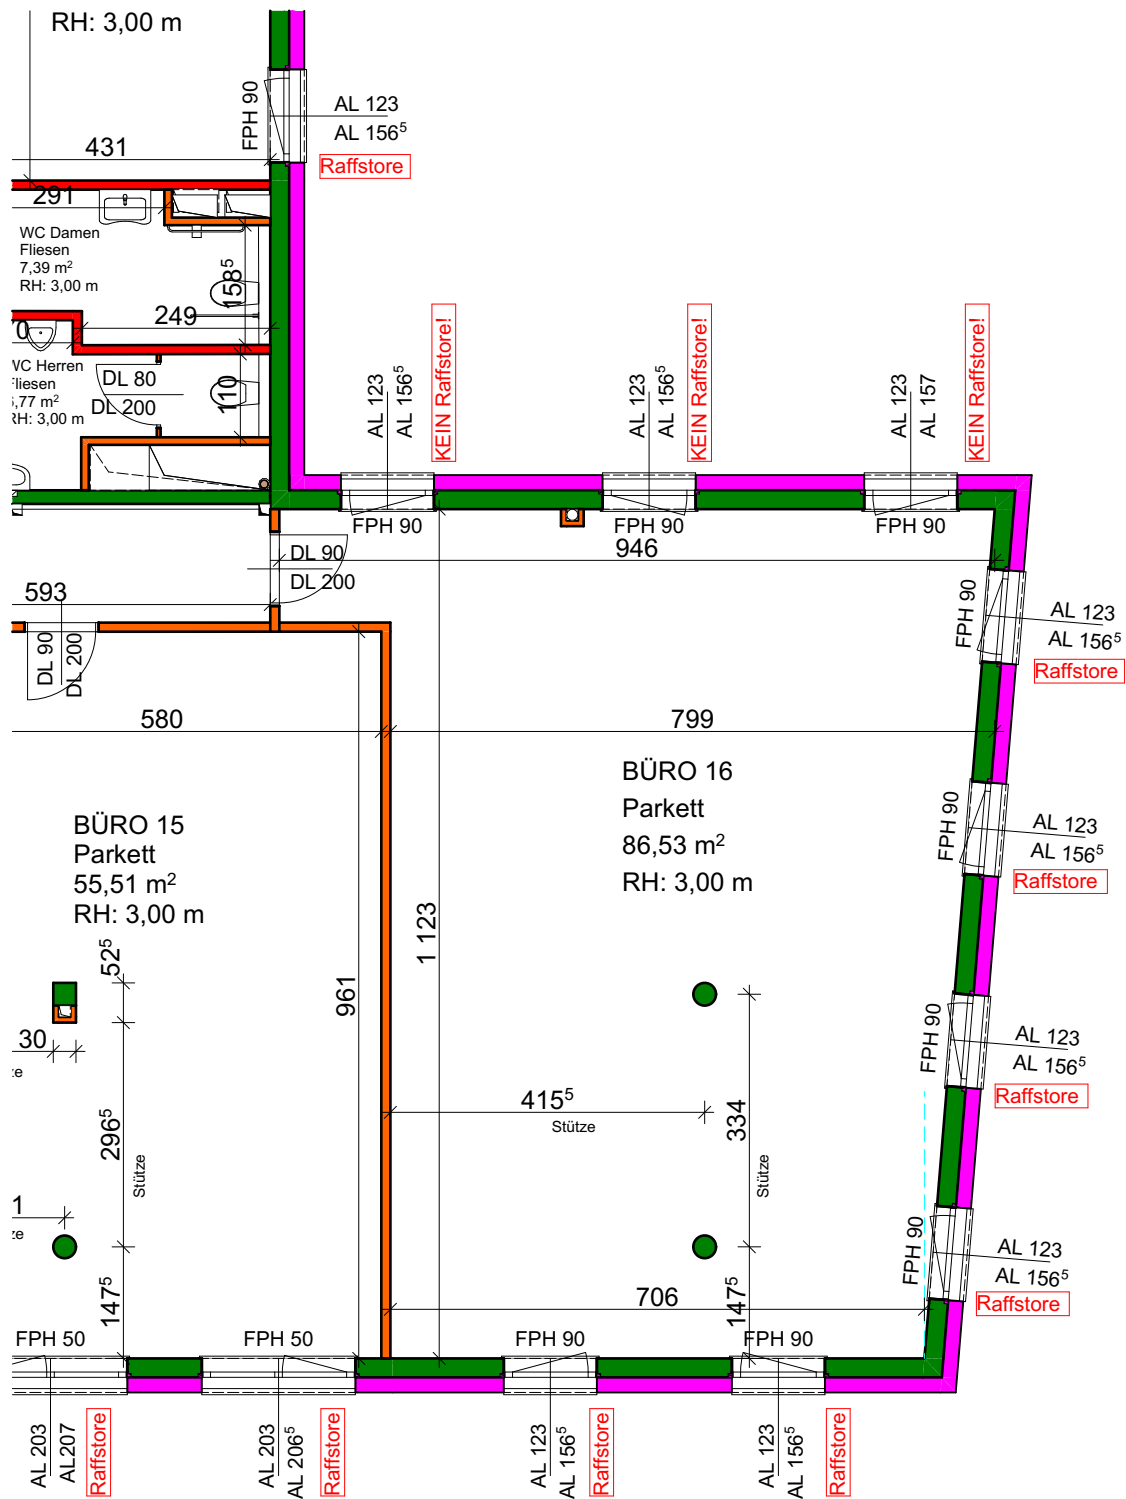 RH: 3,00 m
FPH 90
AL 123
AL 156⁵
Raffstore
431
291
WC Damen
Fliesen
7,39 m²
RH: 3,00 m
158⁵
249
WC Herren
Fliesen
RH: 3,00 m
DL 80
DL 200
110
AL 123
AL 156⁵
KEIN Raffstore!
AL 123
AL 156⁵
KEIN Raffstore!
AL 123
AL 157
KEIN Raffstore!
FPH 90
FPH 90
FPH 90
DL 90
DL 200
946
593
DL 90
DL 200
FPH 90
AL 123
AL 156⁵
Raffstore
580
799
BÜRO 16
Parkett
86,53 m²
RH: 3,00 m
BÜRO 15
Parkett
55,51 m²
RH: 3,00 m
FPH 90
AL 123
AL 156⁵
Raffstore
52⁵
1 123
961
30
FPH 90
AL 123
AL 156⁵
Raffstore
296⁵
Stütze
415⁵
Stütze
334
Stütze
1
FPH 90
AL 123
AL 156⁵
Raffstore
147⁵
706
147⁵
FPH 50
FPH 50
FPH 90
FPH 90
AL 203
AL207
Raffstore
AL 203
AL 206⁵
Raffstore
AL 123
AL 156⁵
Raffstore
AL 123
AL 156⁵
Raffstore